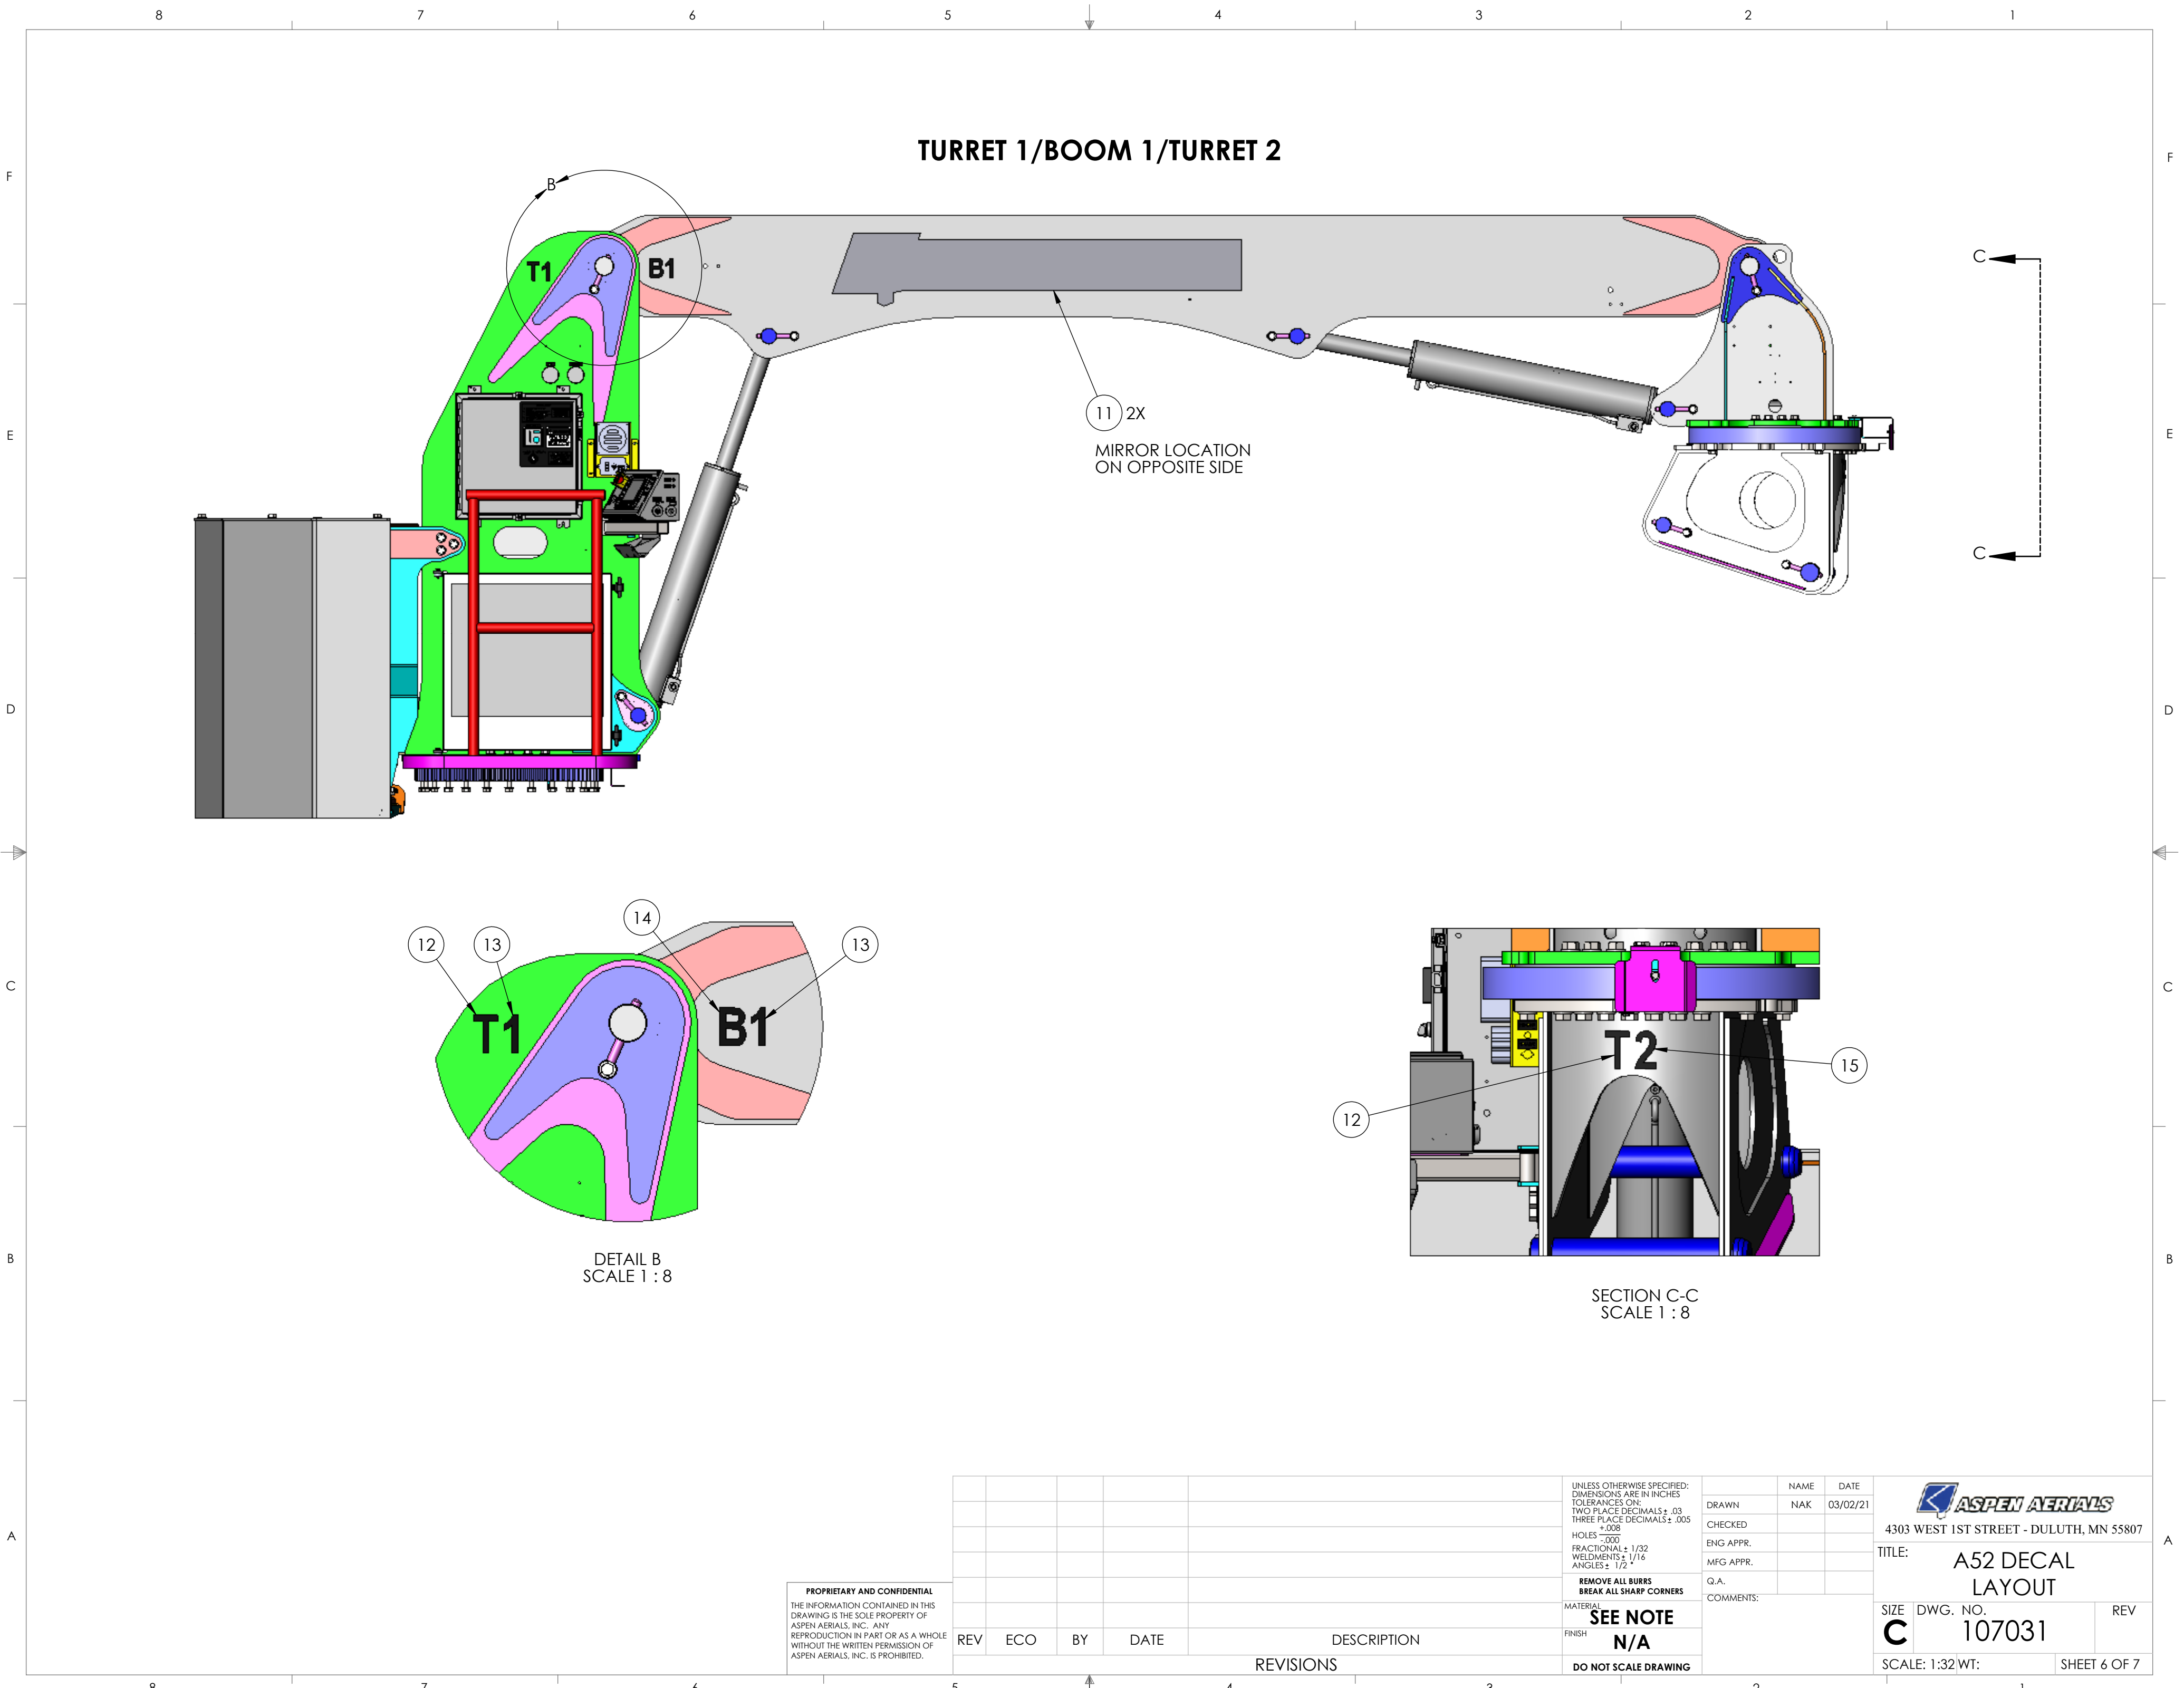 8 7 6 5 4 3 2 1
F F
E E
D D
C C
B B
A A
TURRET 1/BOOM 1/TURRET 2
B
T1
B1
C
C
11 2X
MIRROR LOCATION
ON OPPOSITE SIDE
12 13 14 13
T1
B1
DETAIL B
SCALE 1 : 8
T2
12
15
SECTION C-C
SCALE 1 : 8
PROPRIETARY AND CONFIDENTIAL
THE INFORMATION CONTAINED IN THIS
DRAWING IS THE SOLE PROPERTY OF
ASPEN AERIALS, INC. ANY
REPRODUCTION IN PART OR AS A WHOLE
WITHOUT THE WRITTEN PERMISSION OF
ASPEN AERIALS, INC. IS PROHIBITED.
REV ECO BY DATE DESCRIPTION
REVISIONS
UNLESS OTHERWISE SPECIFIED:
DIMENSIONS ARE IN INCHES
TOLERANCES ON:
TWO PLACE DECIMALS ± .03
THREE PLACE DECIMALS ± .005
HOLES +.008
-.000
FRACTIONAL ± 1/32
WELDMENTS ± 1/16
ANGLES ± 1/2 °
REMOVE ALL BURRS
BREAK ALL SHARP CORNERS
MATERIAL
SEE NOTE
FINISH
N/A
DO NOT SCALE DRAWING
NAME DATE
DRAWN NAK 03/02/21
CHECKED
ENG APPR.
MFG APPR.
Q.A.
COMMENTS:
ASPEN AERIALS
4303 WEST 1ST STREET - DULUTH, MN 55807
TITLE:
A52 DECAL
LAYOUT
SIZE DWG. NO. REV
C 107031
SCALE: 1:32 WT: SHEET 6 OF 7
8 7 6 5 4 3 2 1